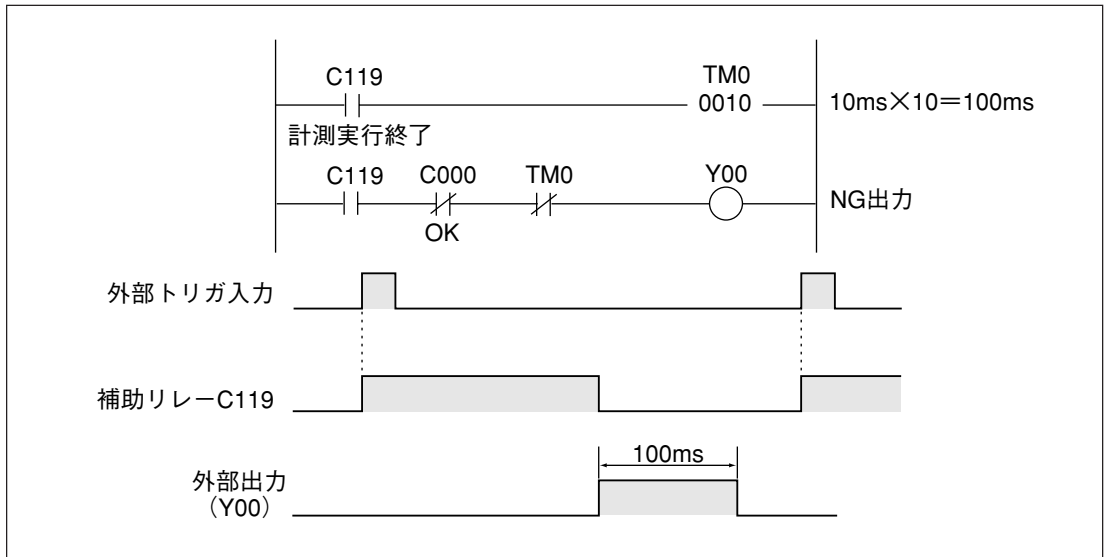 C119
TM0
0010
10ms×10=100ms
計測実行終了
C119
C000
TM0
Y00
NG出力
OK
外部トリガ入力
補助リレーC119
100ms
外部出力
（Y00）